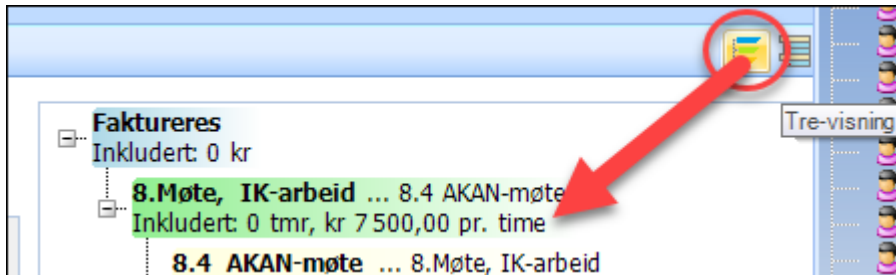 Tre-visning
Faktureres
Inkludert: 0 kr
8.Møte, IK-arbeid ... 8.4 AKAN-møte
Inkludert: 0 tmr, kr 7 500,00 pr. time
8.4 AKAN-møte ... 8.Møte, IK-arbeid